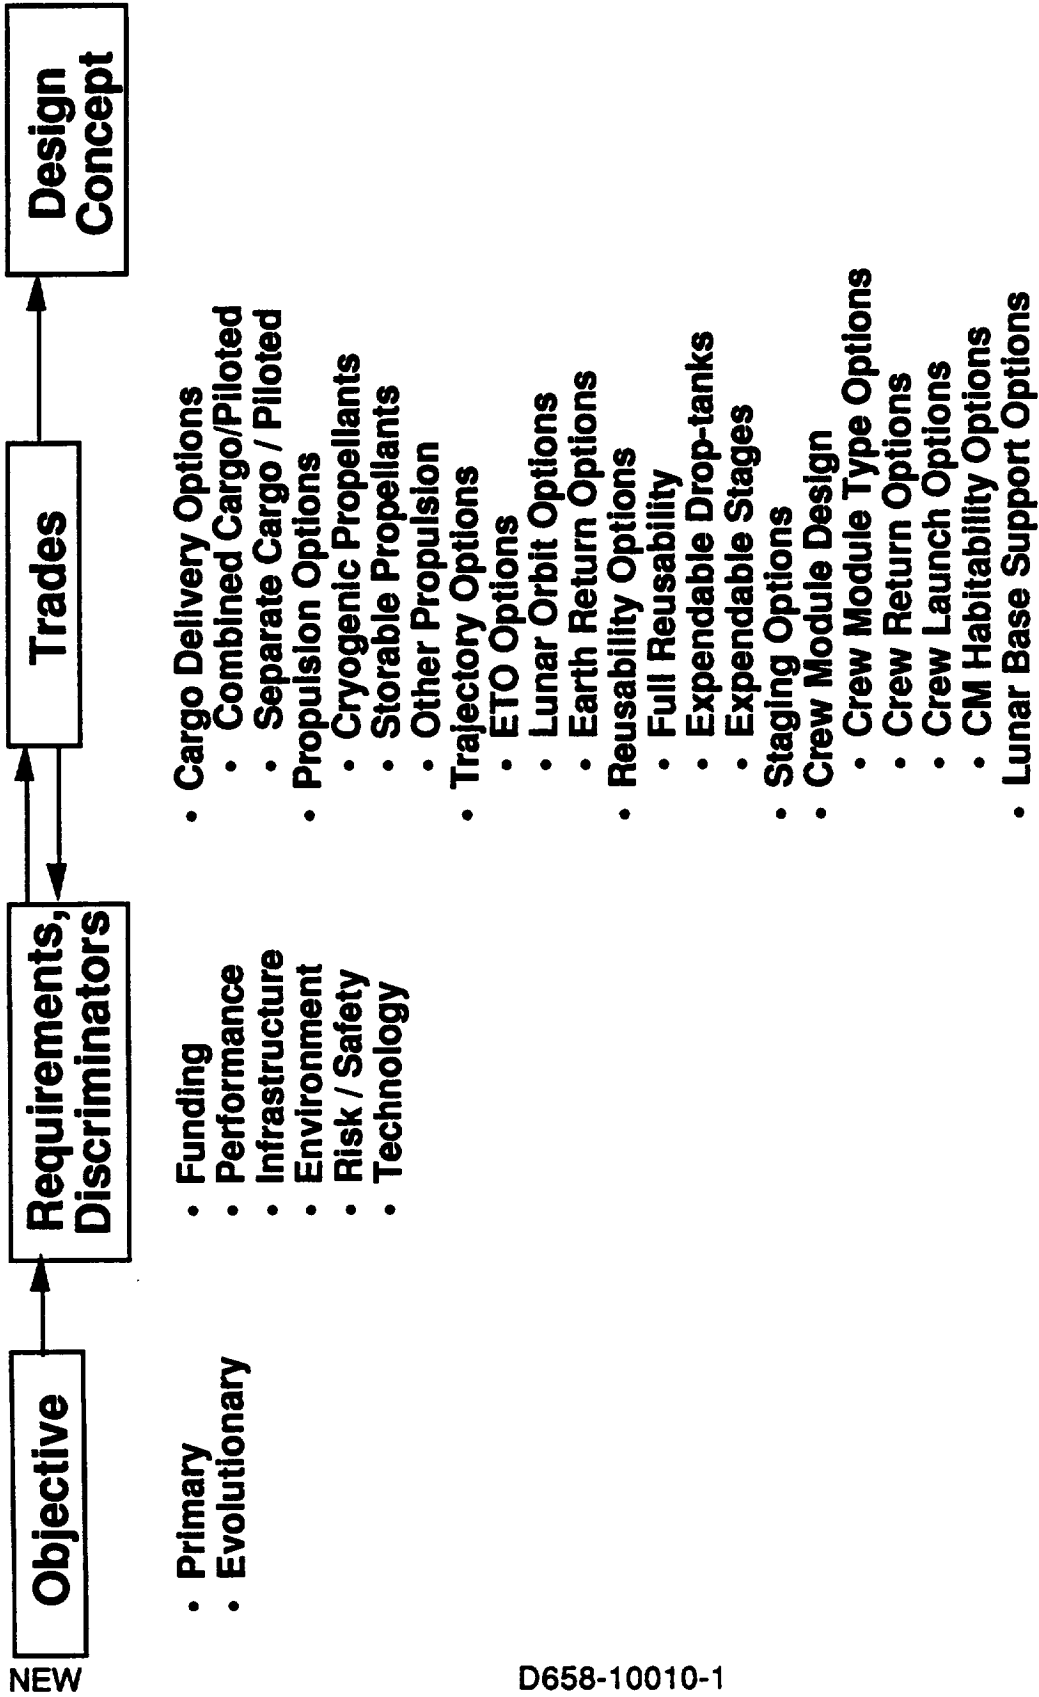 Objective
Requirements,
Discriminators
Trades
Design
Concept
• Primary
• Evolutionary
• Funding
• Performance
• Infrastructure
• Environment
• Risk / Safety
• Technology
• Cargo Delivery Options
• Combined Cargo/Piloted
• Separate Cargo / Piloted
• Propulsion Options
• Cryogenic Propellants
• Storable Propellants
• Other Propulsion
• Trajectory Options
• ETO Options
• Lunar Orbit Options
• Earth Return Options
• Reusability Options
• Full Reusability
• Expendable Drop-tanks
• Expendable Stages
• Staging Options
• Crew Module Design
• Crew Module Type Options
• Crew Return Options
• Crew Launch Options
• CM Habitability Options
• Lunar Base Support Options
NEW
D658-10010-1